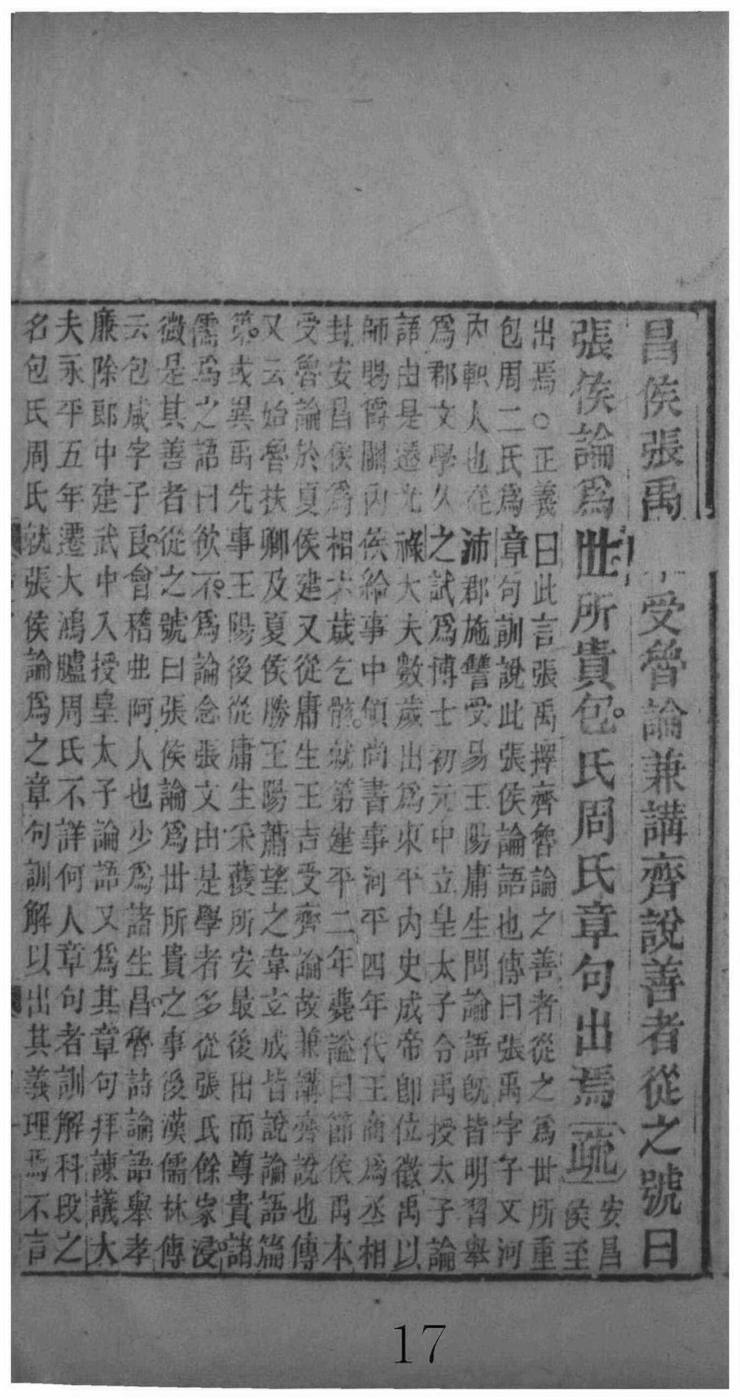 昌侯張禹受魯論兼講齊說善者從之號曰
張侯論爲世所貴包氏周氏章句出焉疏安昌
侯至
出焉○正義曰此言張禹擇齊魯論之善者從之爲世所重
包周二氏爲章句訓說此張侯論語也傳曰張禹字子文河
內軹人也從沛郡施讐受易王陽庸生問論語旣皆明習舉
爲郡文學久之試爲博士初元中立皇太子令禹授太子論
語由是遷光祿大夫數歲出爲東平內史成帝卽位徵禹以
師賜爵關內侯給事中領尚書事河平四年代王商爲丞相
封安昌侯爲相六歲乞骸就第建平二年薨謚曰節侯禹本
受魯論於夏侯建又從庸生王吉受齊論故兼講齊說也傳
又云始魯扶卿及夏侯勝王陽蕭望之韋立成皆說論語篇
第或異禹先事王陽後從庸生采獲所安最後出而尊貴諸
儒爲之語曰欲不爲論念張文由是學者多從張氏餘家浸
微是其善者從之號曰張侯論爲世所貴之事後漢儒林傳
云包咸字子良會稽曲阿人也少爲諸生昌魯詩論語舉孝
廉除郎中建武中入授皇太子論語又爲其章句拜諫議大
夫永平五年遷大鴻臚周氏不詳何人章句者訓解科段之
名包氏周氏就張侯論爲之章句訓解以出其義理焉不言
17